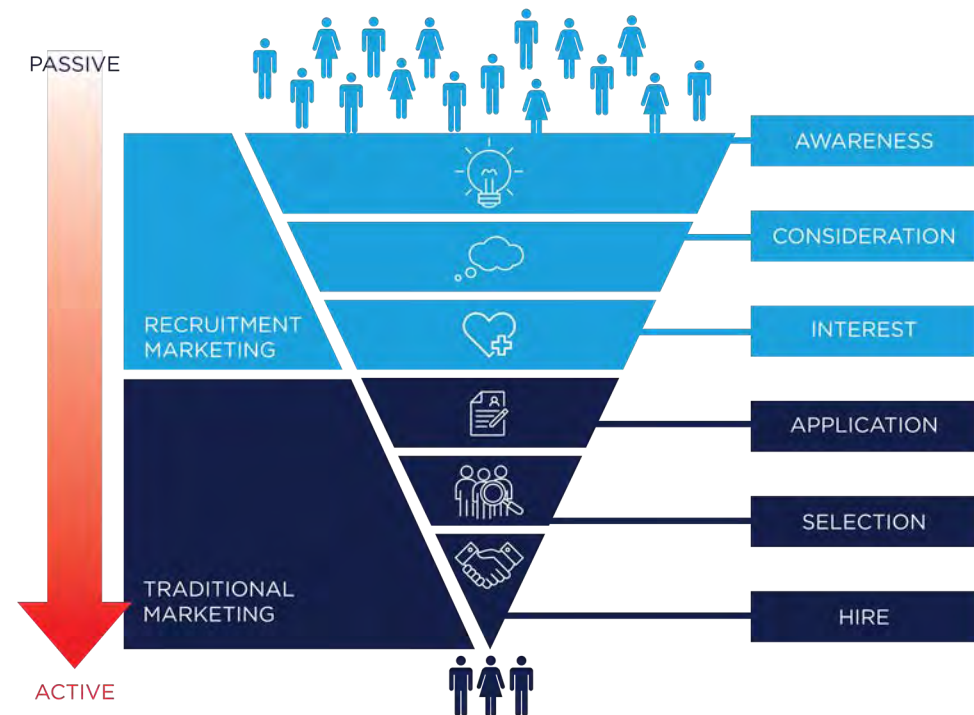 PASSIVE
AWARENESS
CONSIDERATION
RECRUITMENT
MARKETING
INTEREST
APPLICATION
SELECTION
TRADITIONAL
MARKETING
HIRE
ACTIVE